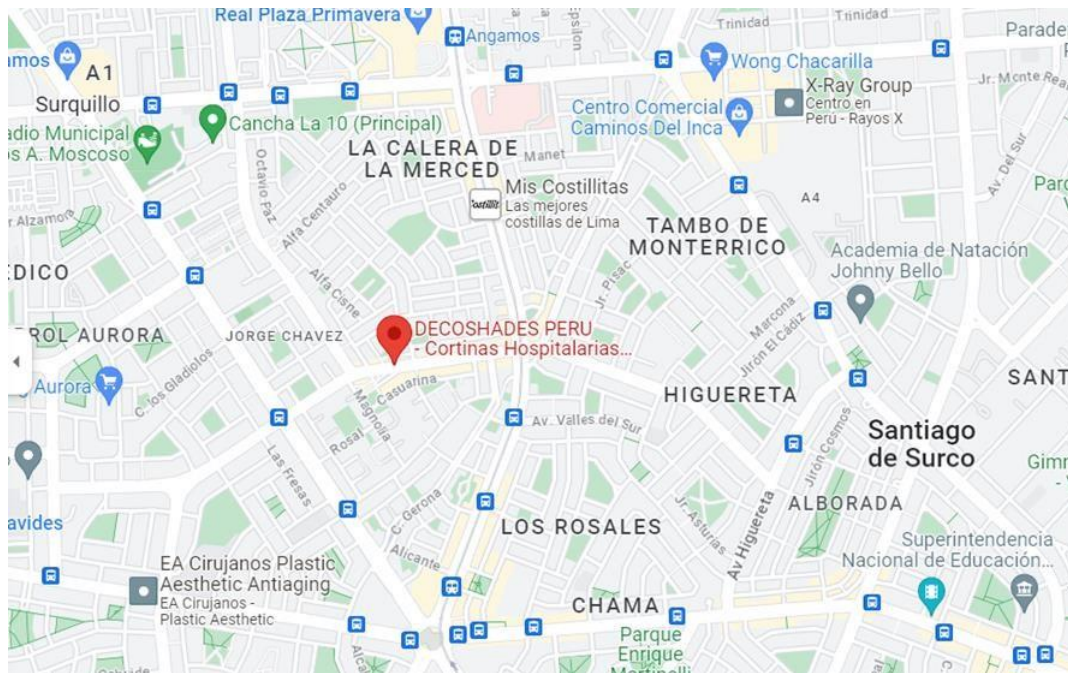 Real Plaza Primavera
Angamos
Epsilon
Trinidad
Trinidad
Wong Chacarilla
Jr. Monte Rea
amos
A1
Surquillo
Cancha La 10 (Principal)
adio Municipal
os A. Moscoso
LA CALERA DE
LA MERCED
Manet
Centro Comercial
Caminos Del Inca
X-Ray Group
Centro en
Perú - Rayos X
Av. Del Sur
Octavio Paz
Alfa Centauro
Mis Costillitas
Las mejores
costillas de Lima
A4
er Alzamora
TAMBO DE
MONTERRICO
Academia de Natación
Johnny Bello
EDICO
Alfa Cisne
Jr. Pisac
ROL AURORA
JORGE CHAVEZ
DECOSHADES PERU
- Cortinas Hospitalarias...
Marcona
Jirón El Cádiz
Aurora
C. los Gladiolos
Casuarina
Magnolia
Rosal
HIGUERETA
SANT
Av. Valles del Sur
Santiago
de Surco
Jirón Cosmos
Las Fresas
Gim
C. Gerona
LOS ROSALES
Jr. Asturias
Av Higuereta
ALBORADA
avides
Alicante
EA Cirujanos Plastic
Aesthetic Antiaging
EA Cirujanos -
Plastic Aesthetic
Superintendencia
Nacional de Educación...
CHAMA
Parque
Enrique